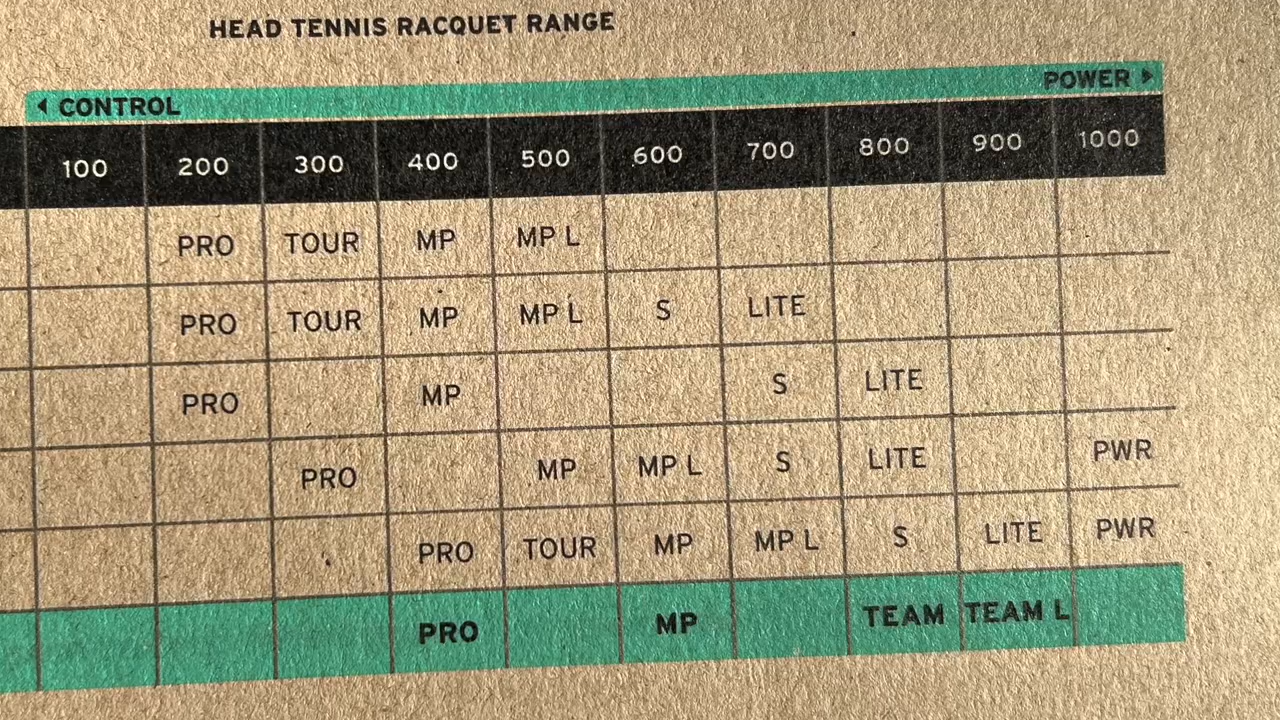 HEAD TENNIS RACQUET RANGE
CONTROL POWER
100 200 300 400 500 600 700 800 900 1000
PRO TOUR MP MP L
PRO TOUR MP MP L S LITE
PRO MP S LITE
PRO MP MP L S LITE PWR
PRO TOUR MP MP L S LITE PWR
PRO MP TEAM TEAM L